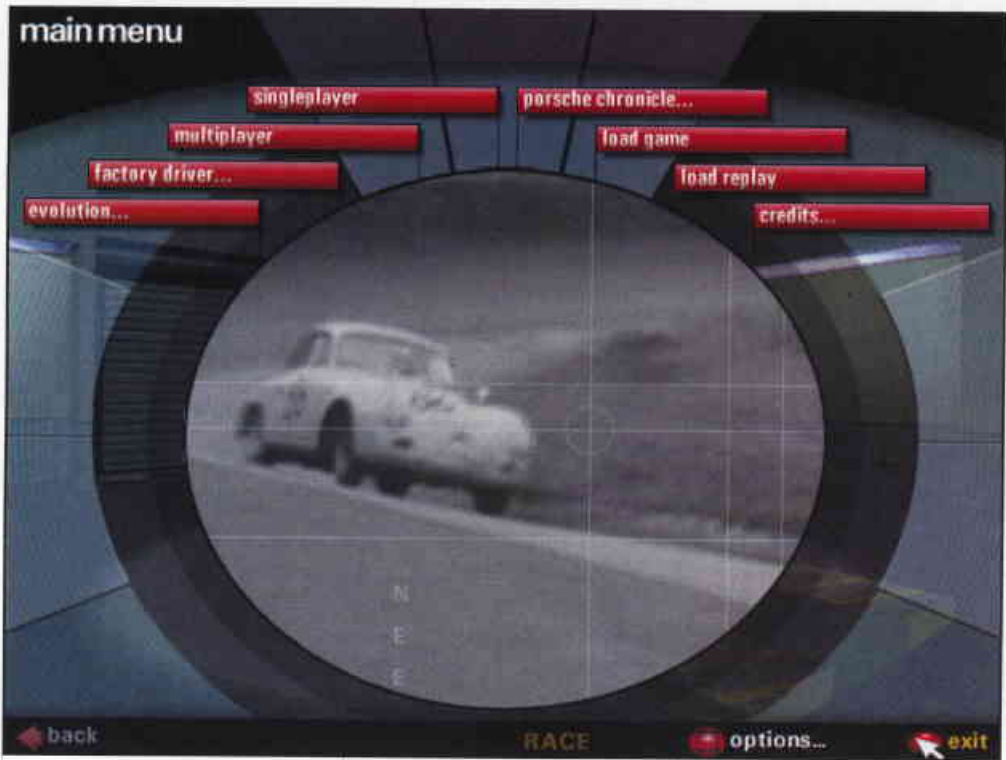 main menu
singleplayer
porsche chronicle...
multiplayer
load game
factory driver...
load replay
evolution...
credits...
N
E
E
back
RACE
options...
exit